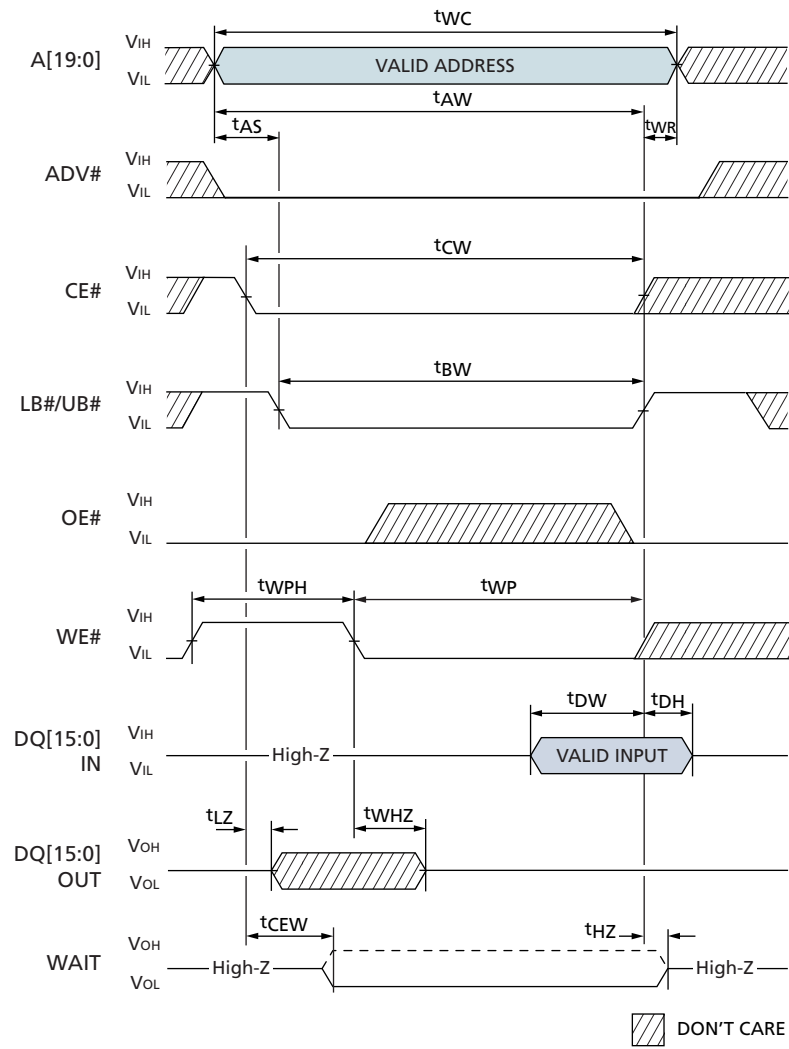 tWC
A[19:0]
VIH
VIL
VALID ADDRESS
tAW
tAS
tWR
ADV#
VIH
VIL
tCW
CE#
VIH
VIL
tBW
LB#/UB#
VIH
VIL
OE#
VIH
VIL
tWPH
tWP
WE#
VIH
VIL
tDW
tDH
DQ[15:0]
IN
VIH
VIL
High-Z
VALID INPUT
tLZ
tWHZ
DQ[15:0]
OUT
VOH
VOL
tCEW
tHZ
WAIT
VOH
VOL
High-Z
High-Z
DON'T CARE